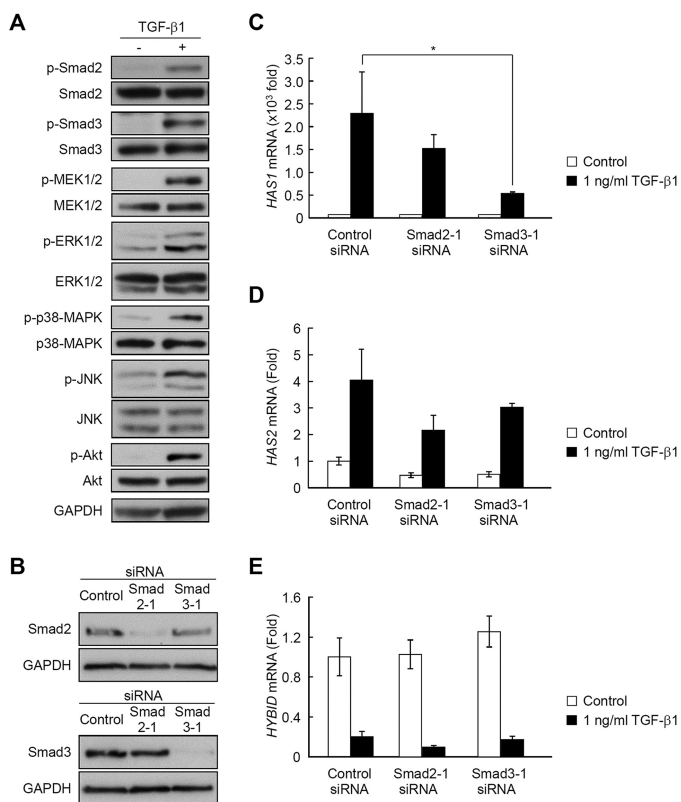 A
TGF-β1
- +
p-Smad2
Smad2
p-Smad3
Smad3
p-MEK1/2
MEK1/2
p-ERK1/2
ERK1/2
p-p38-MAPK
p38-MAPK
p-JNK
JNK
p-Akt
Akt
GAPDH
B
siRNA
Control Smad 2-1 Smad 3-1
Smad2
GAPDH
siRNA
Control Smad 2-1 Smad 3-1
Smad3
GAPDH
C
HAS1 mRNA (x10³ fold)
3.5
3.0
2.5
2.0
1.5
1.0
0.5
0
*
Control siRNA
Smad2-1 siRNA
Smad3-1 siRNA
Control
1 ng/ml TGF-β1
D
HAS2 mRNA (Fold)
6
5
4
3
2
1
0
Control siRNA
Smad2-1 siRNA
Smad3-1 siRNA
Control
1 ng/ml TGF-β1
E
HYBID mRNA (Fold)
1.6
1.2
0.8
0.4
0
Control siRNA
Smad2-1 siRNA
Smad3-1 siRNA
Control
1 ng/ml TGF-β1